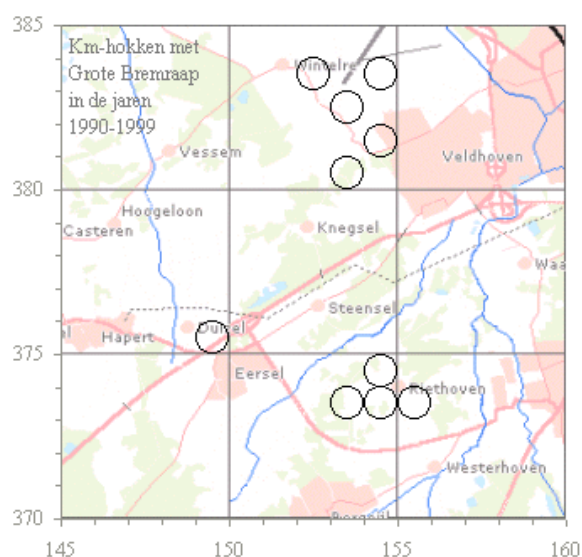 385
Km-hokken met
Grote Bremraap
in de jaren
1990-1999
Wintelre
Vessem
Veldhoven
380
Hoogeloon
Casteren
Knegsel
Waa
Steensel
el
Hapert
Duizel
375
Eersel
Riethoven
Westerhoven
370
145
150
155
160